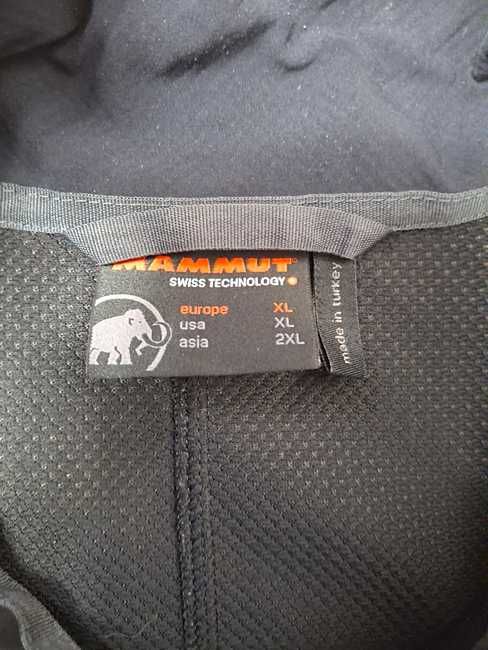 MAMMUT
SWISS TECHNOLOGY
europe XL
usa XL
asia 2XL
made in turkey